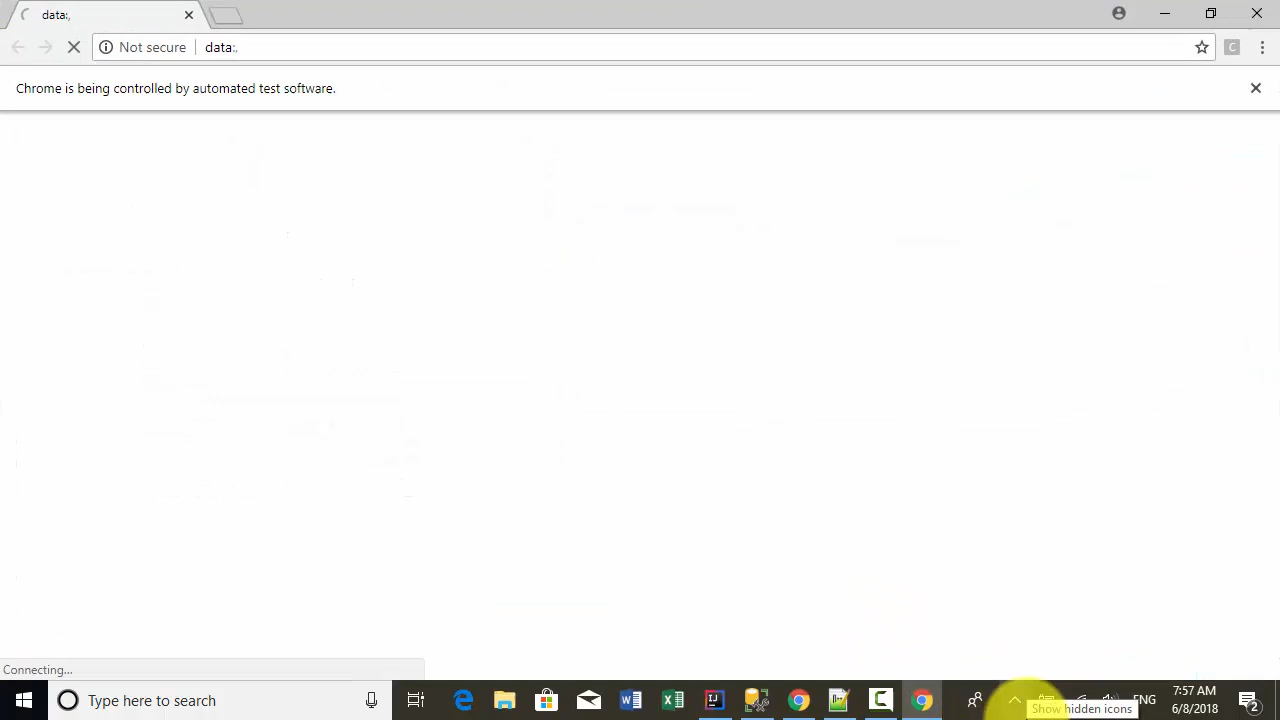 data:,
Not secure data:,
C
Chrome is being controlled by automated test software.
Connecting...
Type here to search
ENG
7:57 AM
6/8/2018
2
Show hidden icons